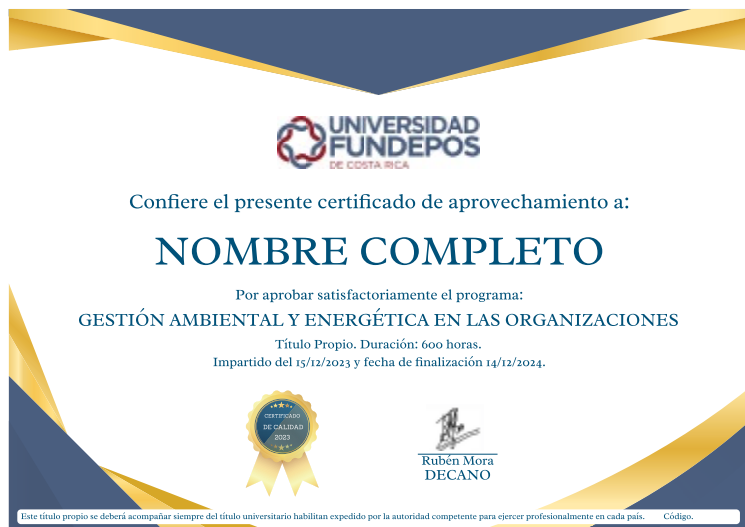 UNIVERSIDAD
FUNDEPOS
DE COSTA RICA
Confiere el presente certificado de aprovechamiento a:
NOMBRE COMPLETO
Por aprobar satisfactoriamente el programa:
GESTIÓN AMBIENTAL Y ENERGÉTICA EN LAS ORGANIZACIONES
Título Propio. Duración: 600 horas.
Impartido del 15/12/2023 y fecha de finalización 14/12/2024.
CERTIFICADO
DE CALIDAD
2023
Rubén Mora
DECANO
Este título propio se deberá acompañar siempre del título universitario habilitan expedido por la autoridad competente para ejercer profesionalmente en cada país. Código.